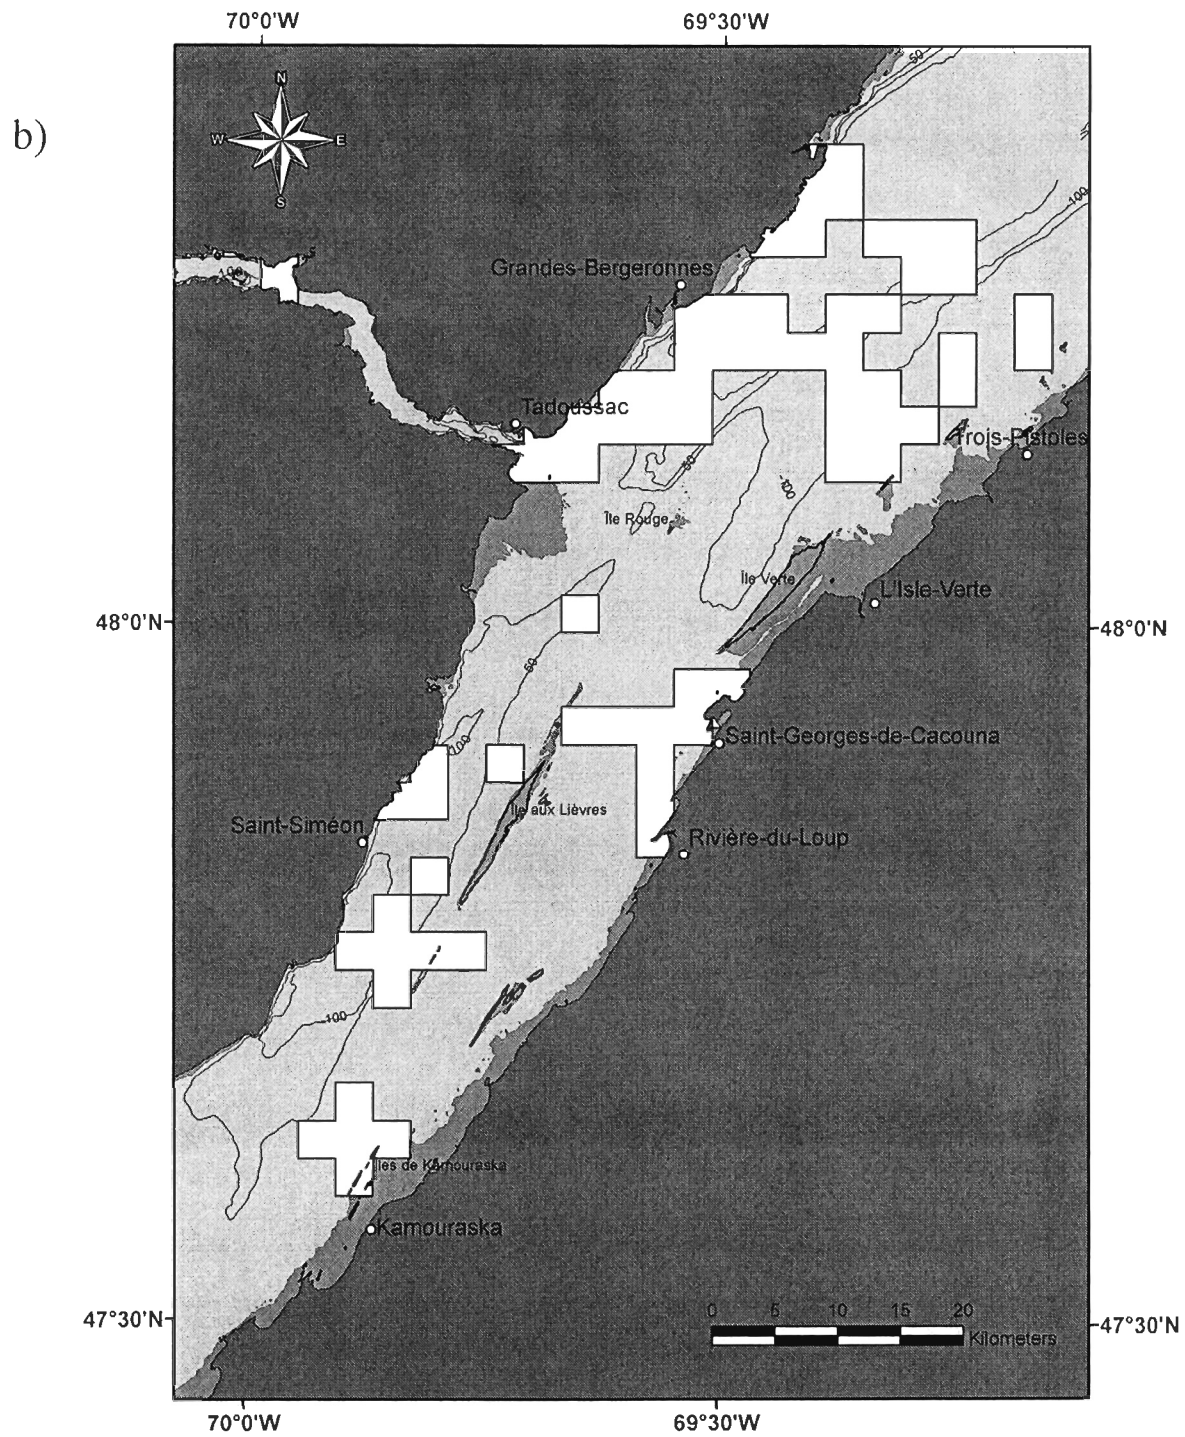 70°0'W 69°30'W
b)
N
W E
S
50
100
Grandes-Bergeronnes
100
Tadoussac
Trois-Pistoles
50
100
Île Rouge
Île Verte
L'Isle-Verte
48°0'N 48°0'N
50
100
Saint-Georges-de-Cacouna
Île aux Lièvres
Saint-Siméon
Rivière-du-Loup
100
Îles de Kamouraska
Kamouraska
0 5 10 15 20
Kilometers
47°30'N 47°30'N
70°0'W 69°30'W